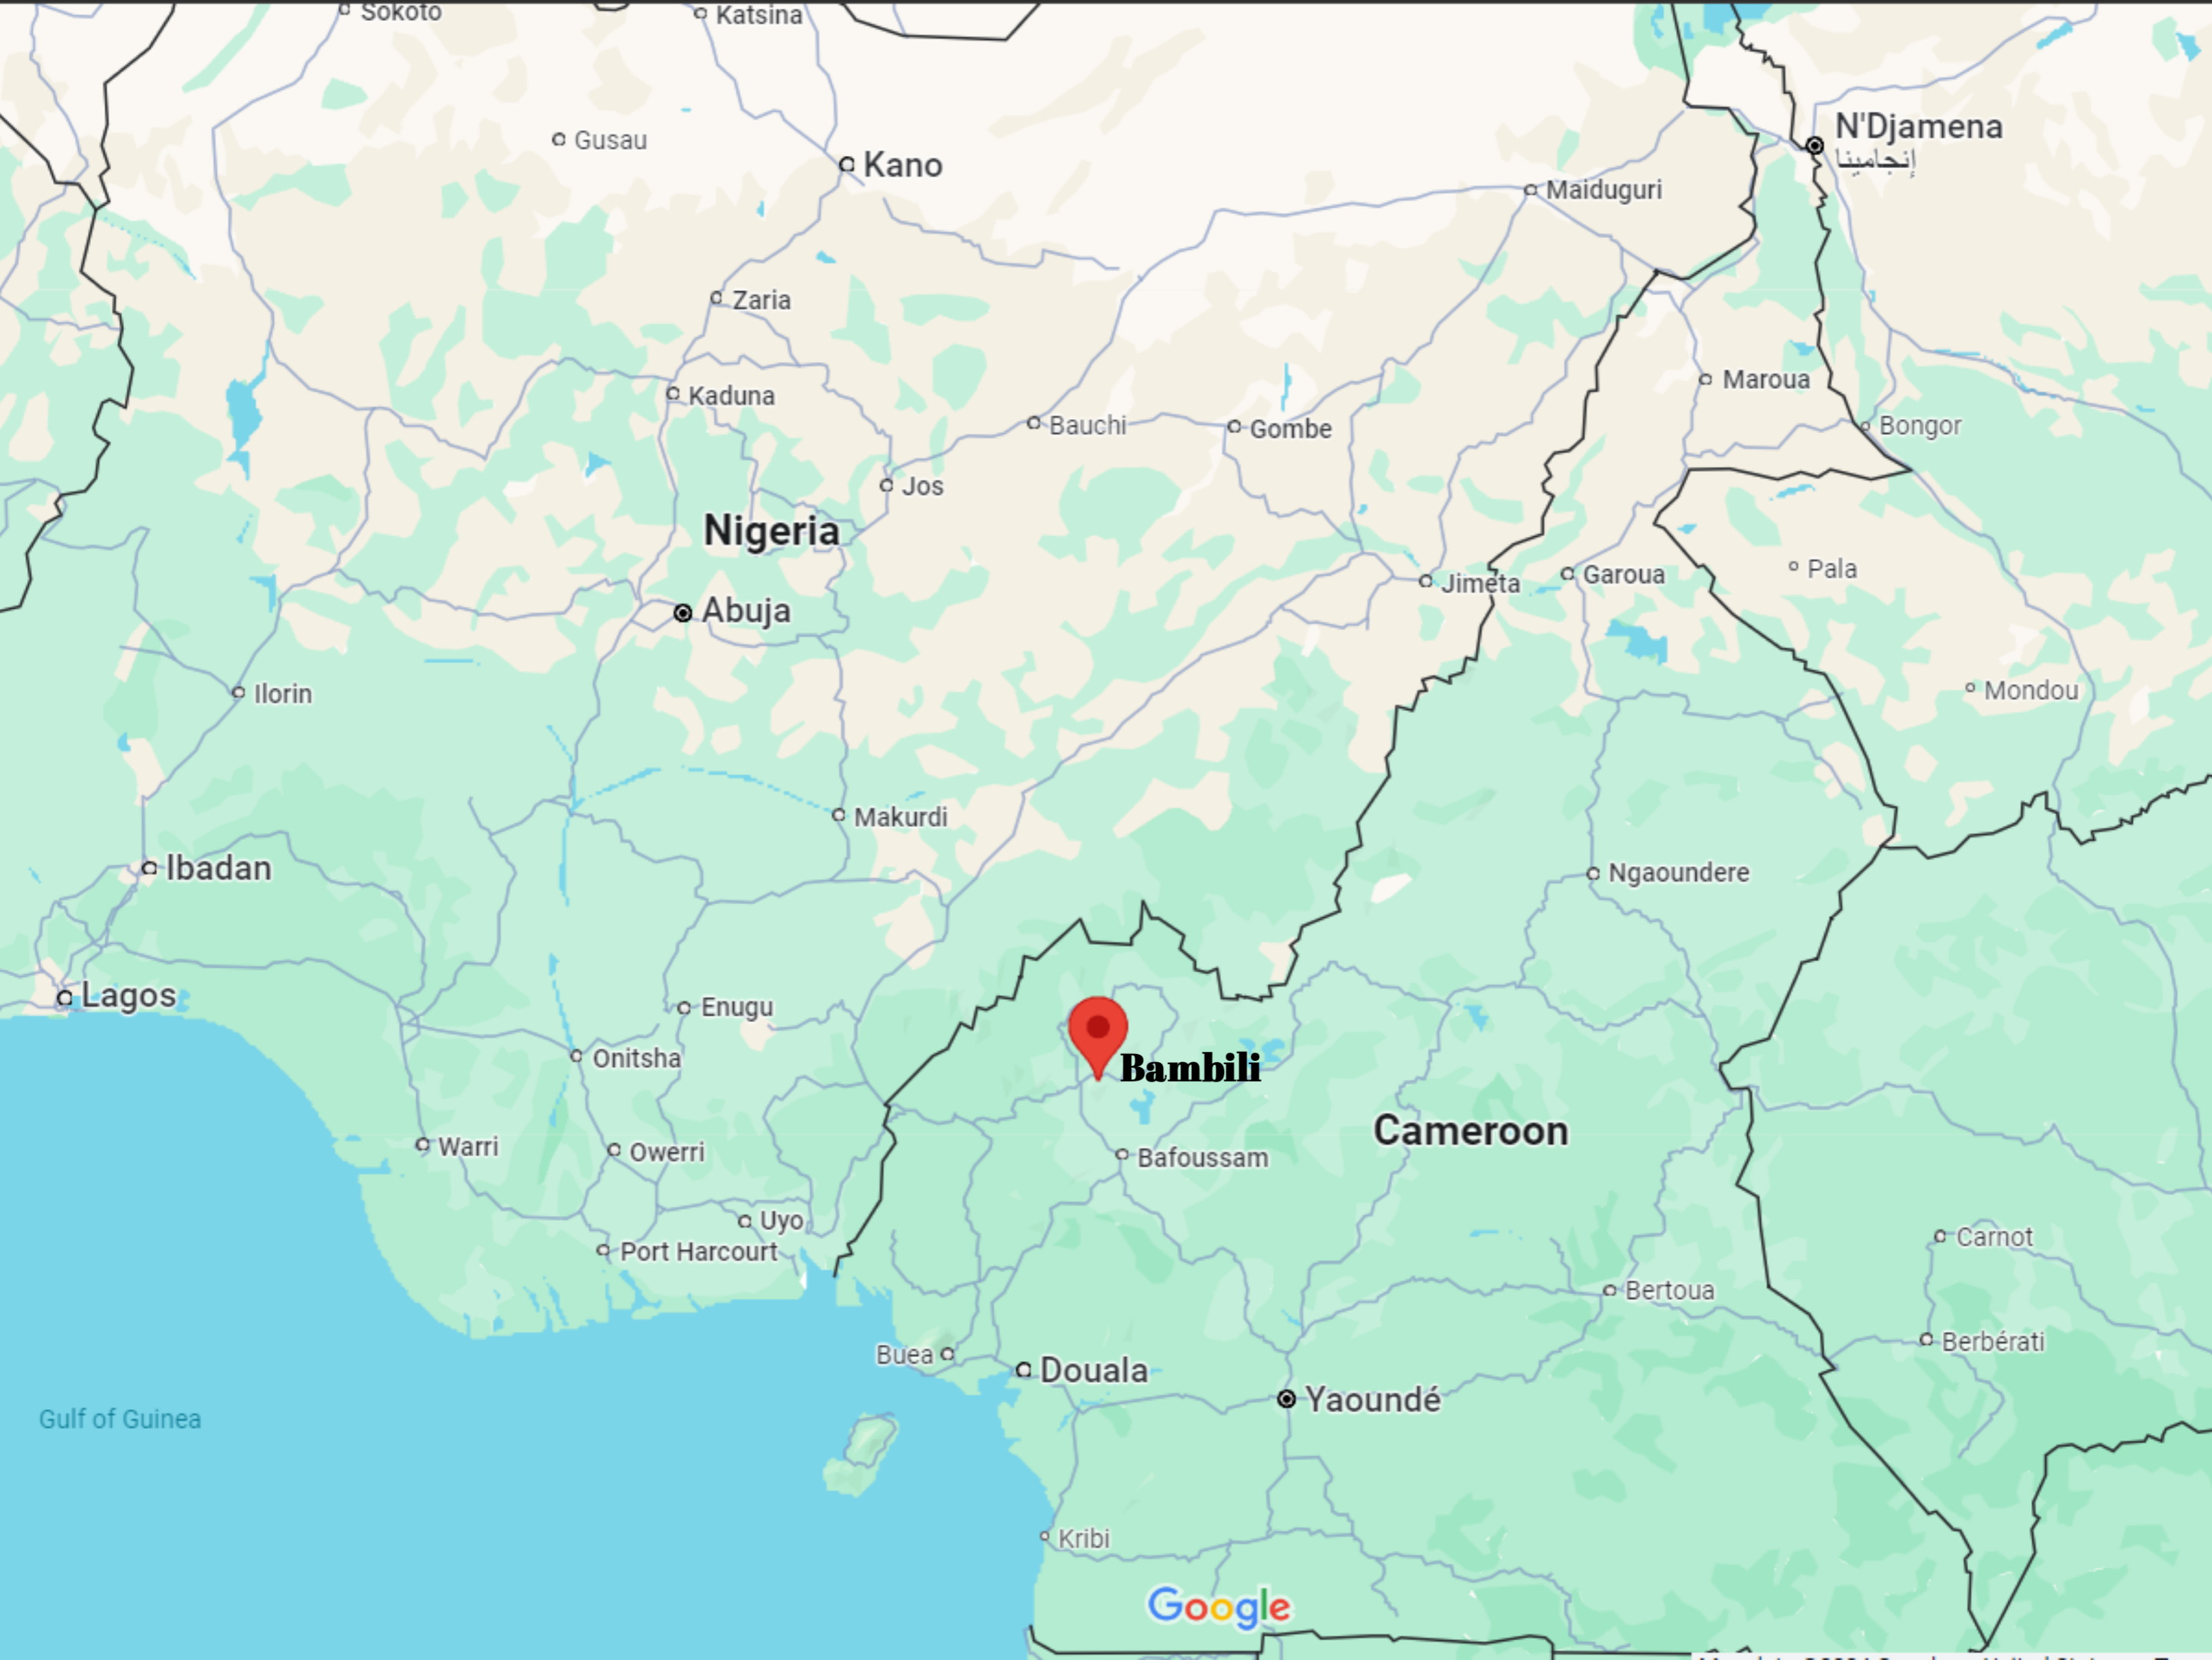 Sokoto
Katsina
N'Djamena
إنجامينا
Gusau
Kano
Maiduguri
Zaria
Maroua
Kaduna
Bauchi
Gombe
Bongor
Jos
Nigeria
Pala
Jimeta
Garoua
Abuja
Ilorin
Mondou
Makurdi
Ibadan
Ngaoundere
Lagos
Enugu
Onitsha
Bambili
Cameroon
Warri
Owerri
Bafoussam
Uyo
Port Harcourt
Carnot
Bertoua
Buea
Berbérati
Douala
Yaoundé
Gulf of Guinea
Kribi
Google